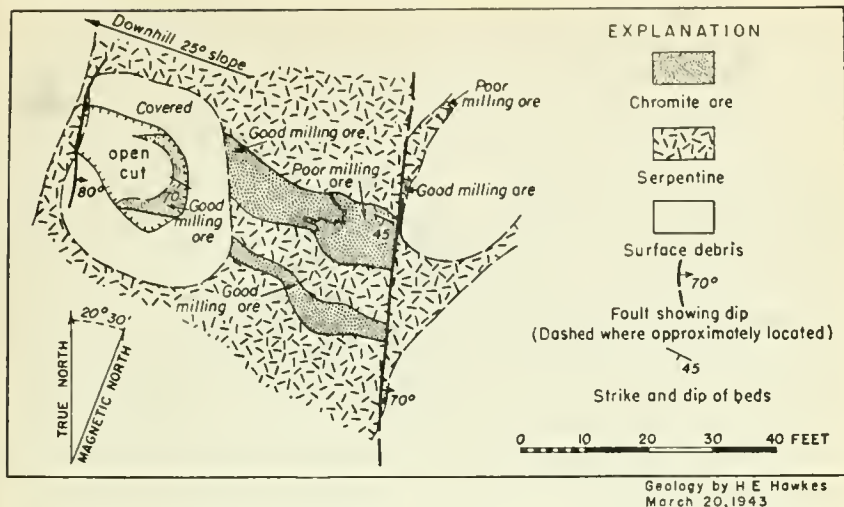 Downhill 25° slope
Covered
open
cut
80°
70
Good
milling
ore
Good milling ore
Poor milling
ore
45
Good
milling ore
Poor
milling ore
Good milling ore
70°
20° 30'
TRUE NORTH
MAGNETIC NORTH
EXPLANATION
Chromite ore
Serpentine
Surface debris
70°
Fault showing dip
(Dashed where approximately located)
45
Strike and dip of beds
0 10 20 30 40 FEET
Geology by H E Hawkes
March 20, 1943